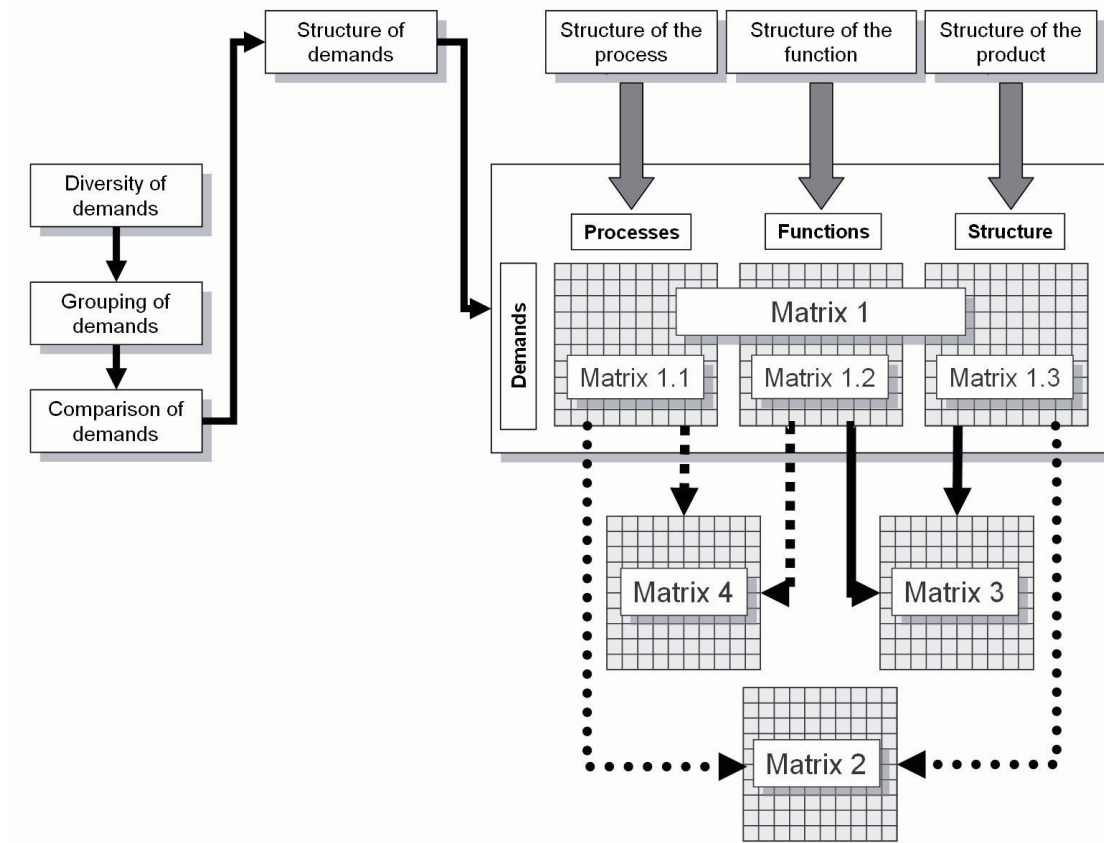 Structure of
demands
Structure of the
process
Structure of the
function
Structure of the
product
Diversity of
demands
Grouping of
demands
Comparison of
demands
Processes
Functions
Structure
Demands
Matrix 1
Matrix 1.1
Matrix 1.2
Matrix 1.3
Matrix 4
Matrix 3
Matrix 2